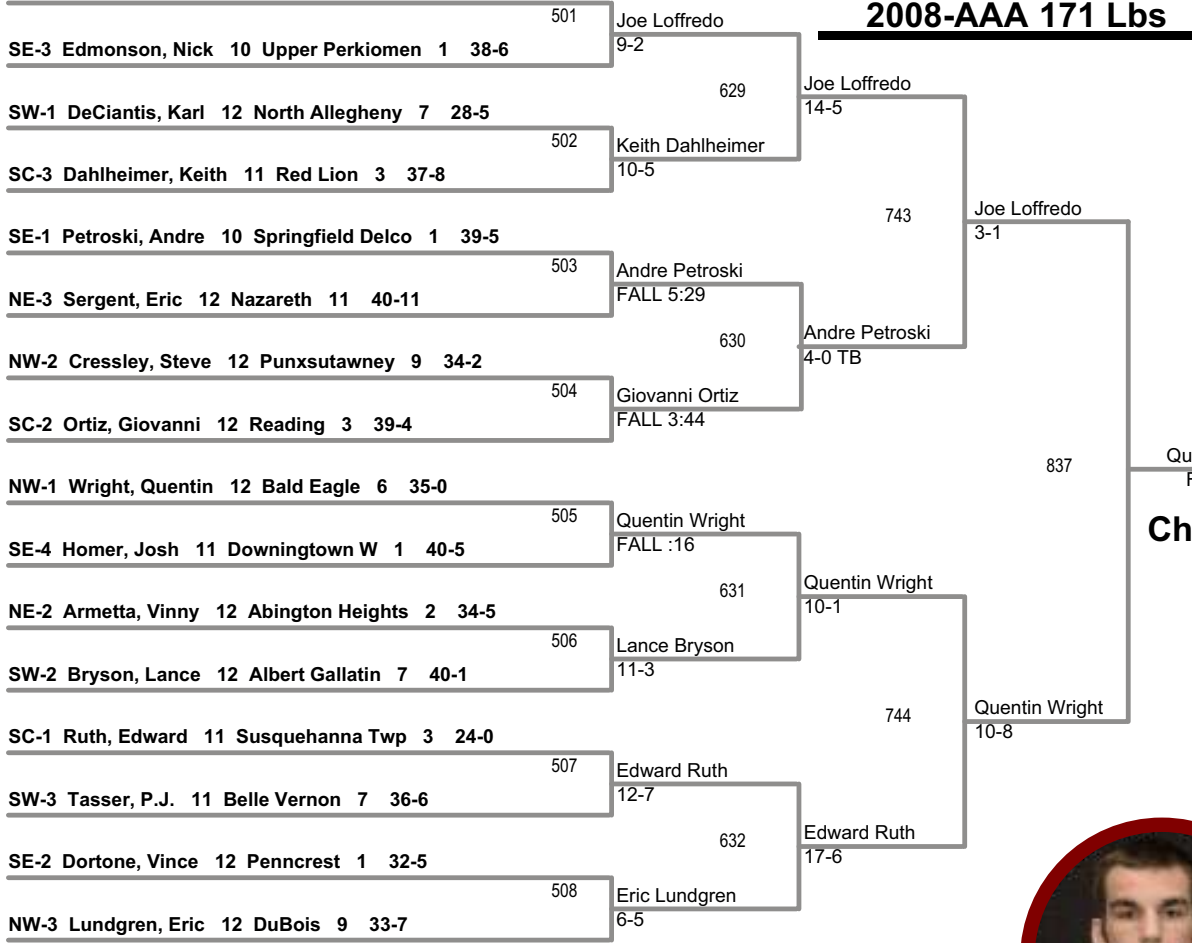 2008-AAA 171 Lbs
501
Joe Loffredo
9-2
SE-3 Edmonson, Nick 10 Upper Perkiomen 1 38-6
629
Joe Loffredo
14-5
SW-1 DeCiantis, Karl 12 North Allegheny 7 28-5
502
Keith Dahlheimer
10-5
SC-3 Dahlheimer, Keith 11 Red Lion 3 37-8
743
Joe Loffredo
3-1
SE-1 Petroski, Andre 10 Springfield Delco 1 39-5
503
Andre Petroski
FALL 5:29
NE-3 Sergent, Eric 12 Nazareth 11 40-11
630
Andre Petroski
4-0 TB
NW-2 Cressley, Steve 12 Punxsutawney 9 34-2
504
Giovanni Ortiz
FALL 3:44
SC-2 Ortiz, Giovanni 12 Reading 3 39-4
837
Qu
F
Ch
NW-1 Wright, Quentin 12 Bald Eagle 6 35-0
505
Quentin Wright
FALL :16
SE-4 Homer, Josh 11 Downingtown W 1 40-5
631
Quentin Wright
10-1
NE-2 Armetta, Vinny 12 Abington Heights 2 34-5
506
Lance Bryson
11-3
SW-2 Bryson, Lance 12 Albert Gallatin 7 40-1
744
Quentin Wright
10-8
SC-1 Ruth, Edward 11 Susquehanna Twp 3 24-0
507
Edward Ruth
12-7
SW-3 Tasser, P.J. 11 Belle Vernon 7 36-6
632
Edward Ruth
17-6
SE-2 Dortone, Vince 12 Penncrest 1 32-5
508
Eric Lundgren
6-5
NW-3 Lundgren, Eric 12 DuBois 9 33-7